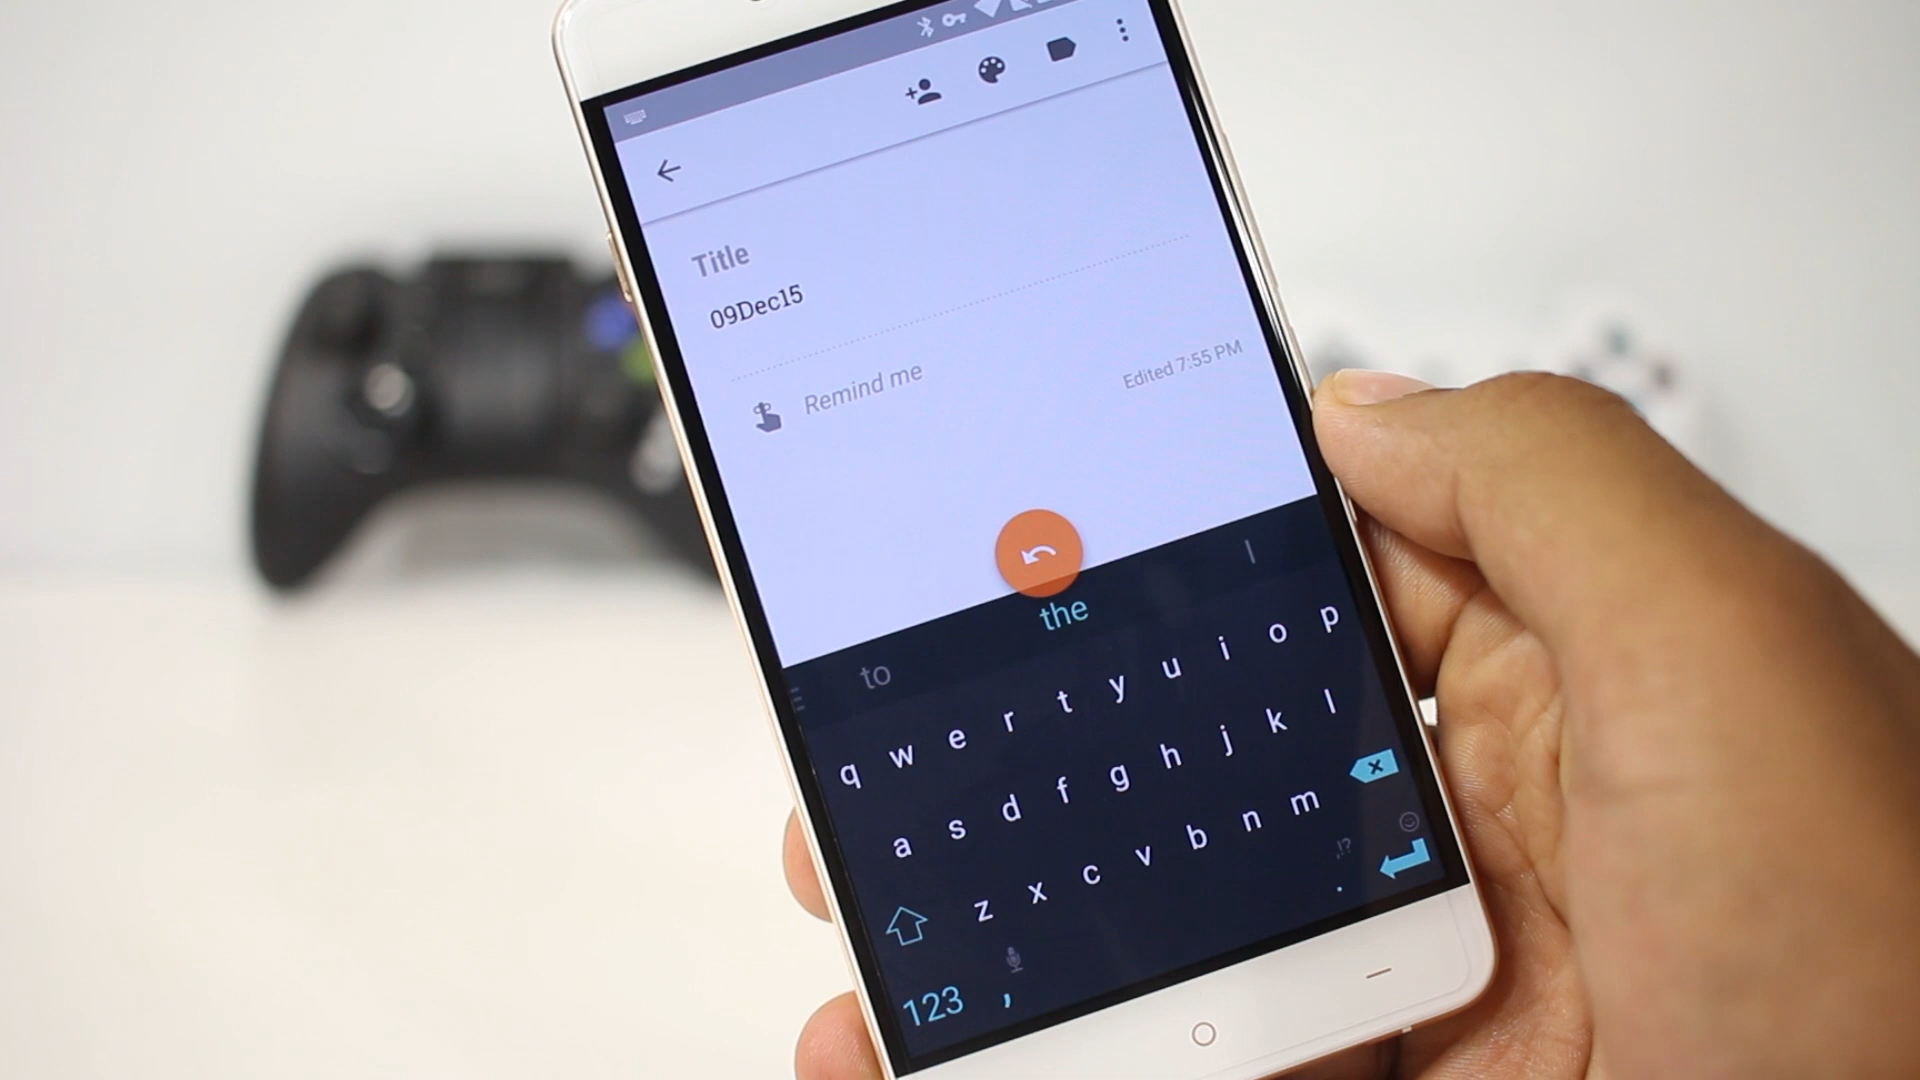 Title
09Dec15
Remind me
Edited 7:55 PM
to the I
q w e r t y u i o p
a s d f g h j k l
z x c v b n m
123 , . ,!?